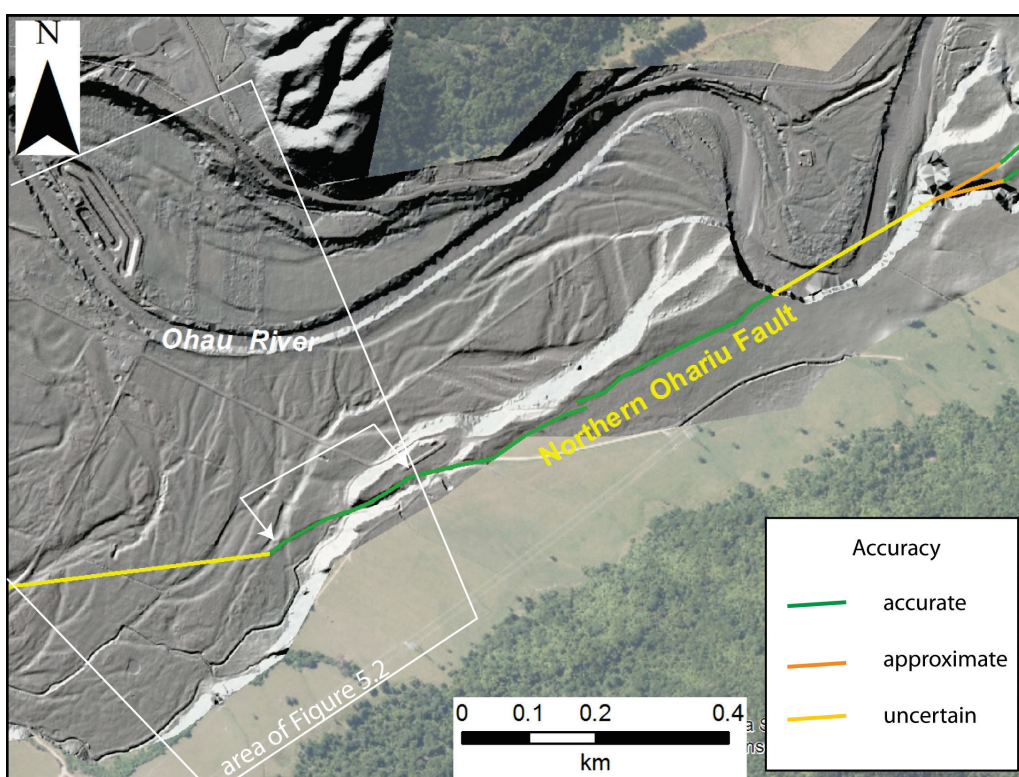 N
Ohau River
Northern Ohariu Fault
area of Figure 5.2
Accuracy
accurate
approximate
uncertain
0 0.1 0.2 0.4
km